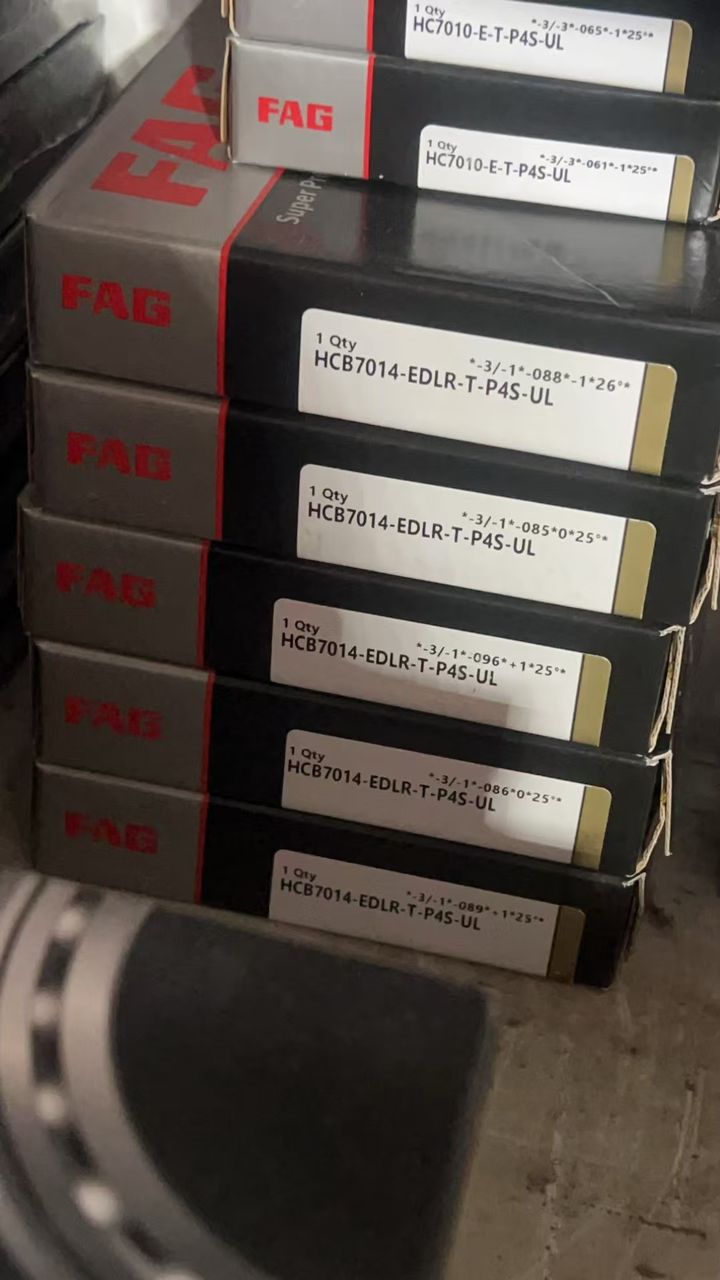 1 Qty
*-3/-3*-065*-1*25°*
HC7010-E-T-P4S-UL
FAG
1 Qty
*-3/-3*-061*-1*25°*
HC7010-E-T-P4S-UL
FAG
Super
FAG
1 Qty
*-3/-1*-088*-1*26°*
HCB7014-EDLR-T-P4S-UL
FAG
1 Qty
*-3/-1*-085*0*25°*
HCB7014-EDLR-T-P4S-UL
FAG
1 Qty
*-3/-1*-096*+1*25°*
HCB7014-EDLR-T-P4S-UL
FAG
1 Qty
*-3/-1*-086*0*25°*
HCB7014-EDLR-T-P4S-UL
FAG
1 Qty
*-3/-1*-089*+1*25°*
HCB7014-EDLR-T-P4S-UL